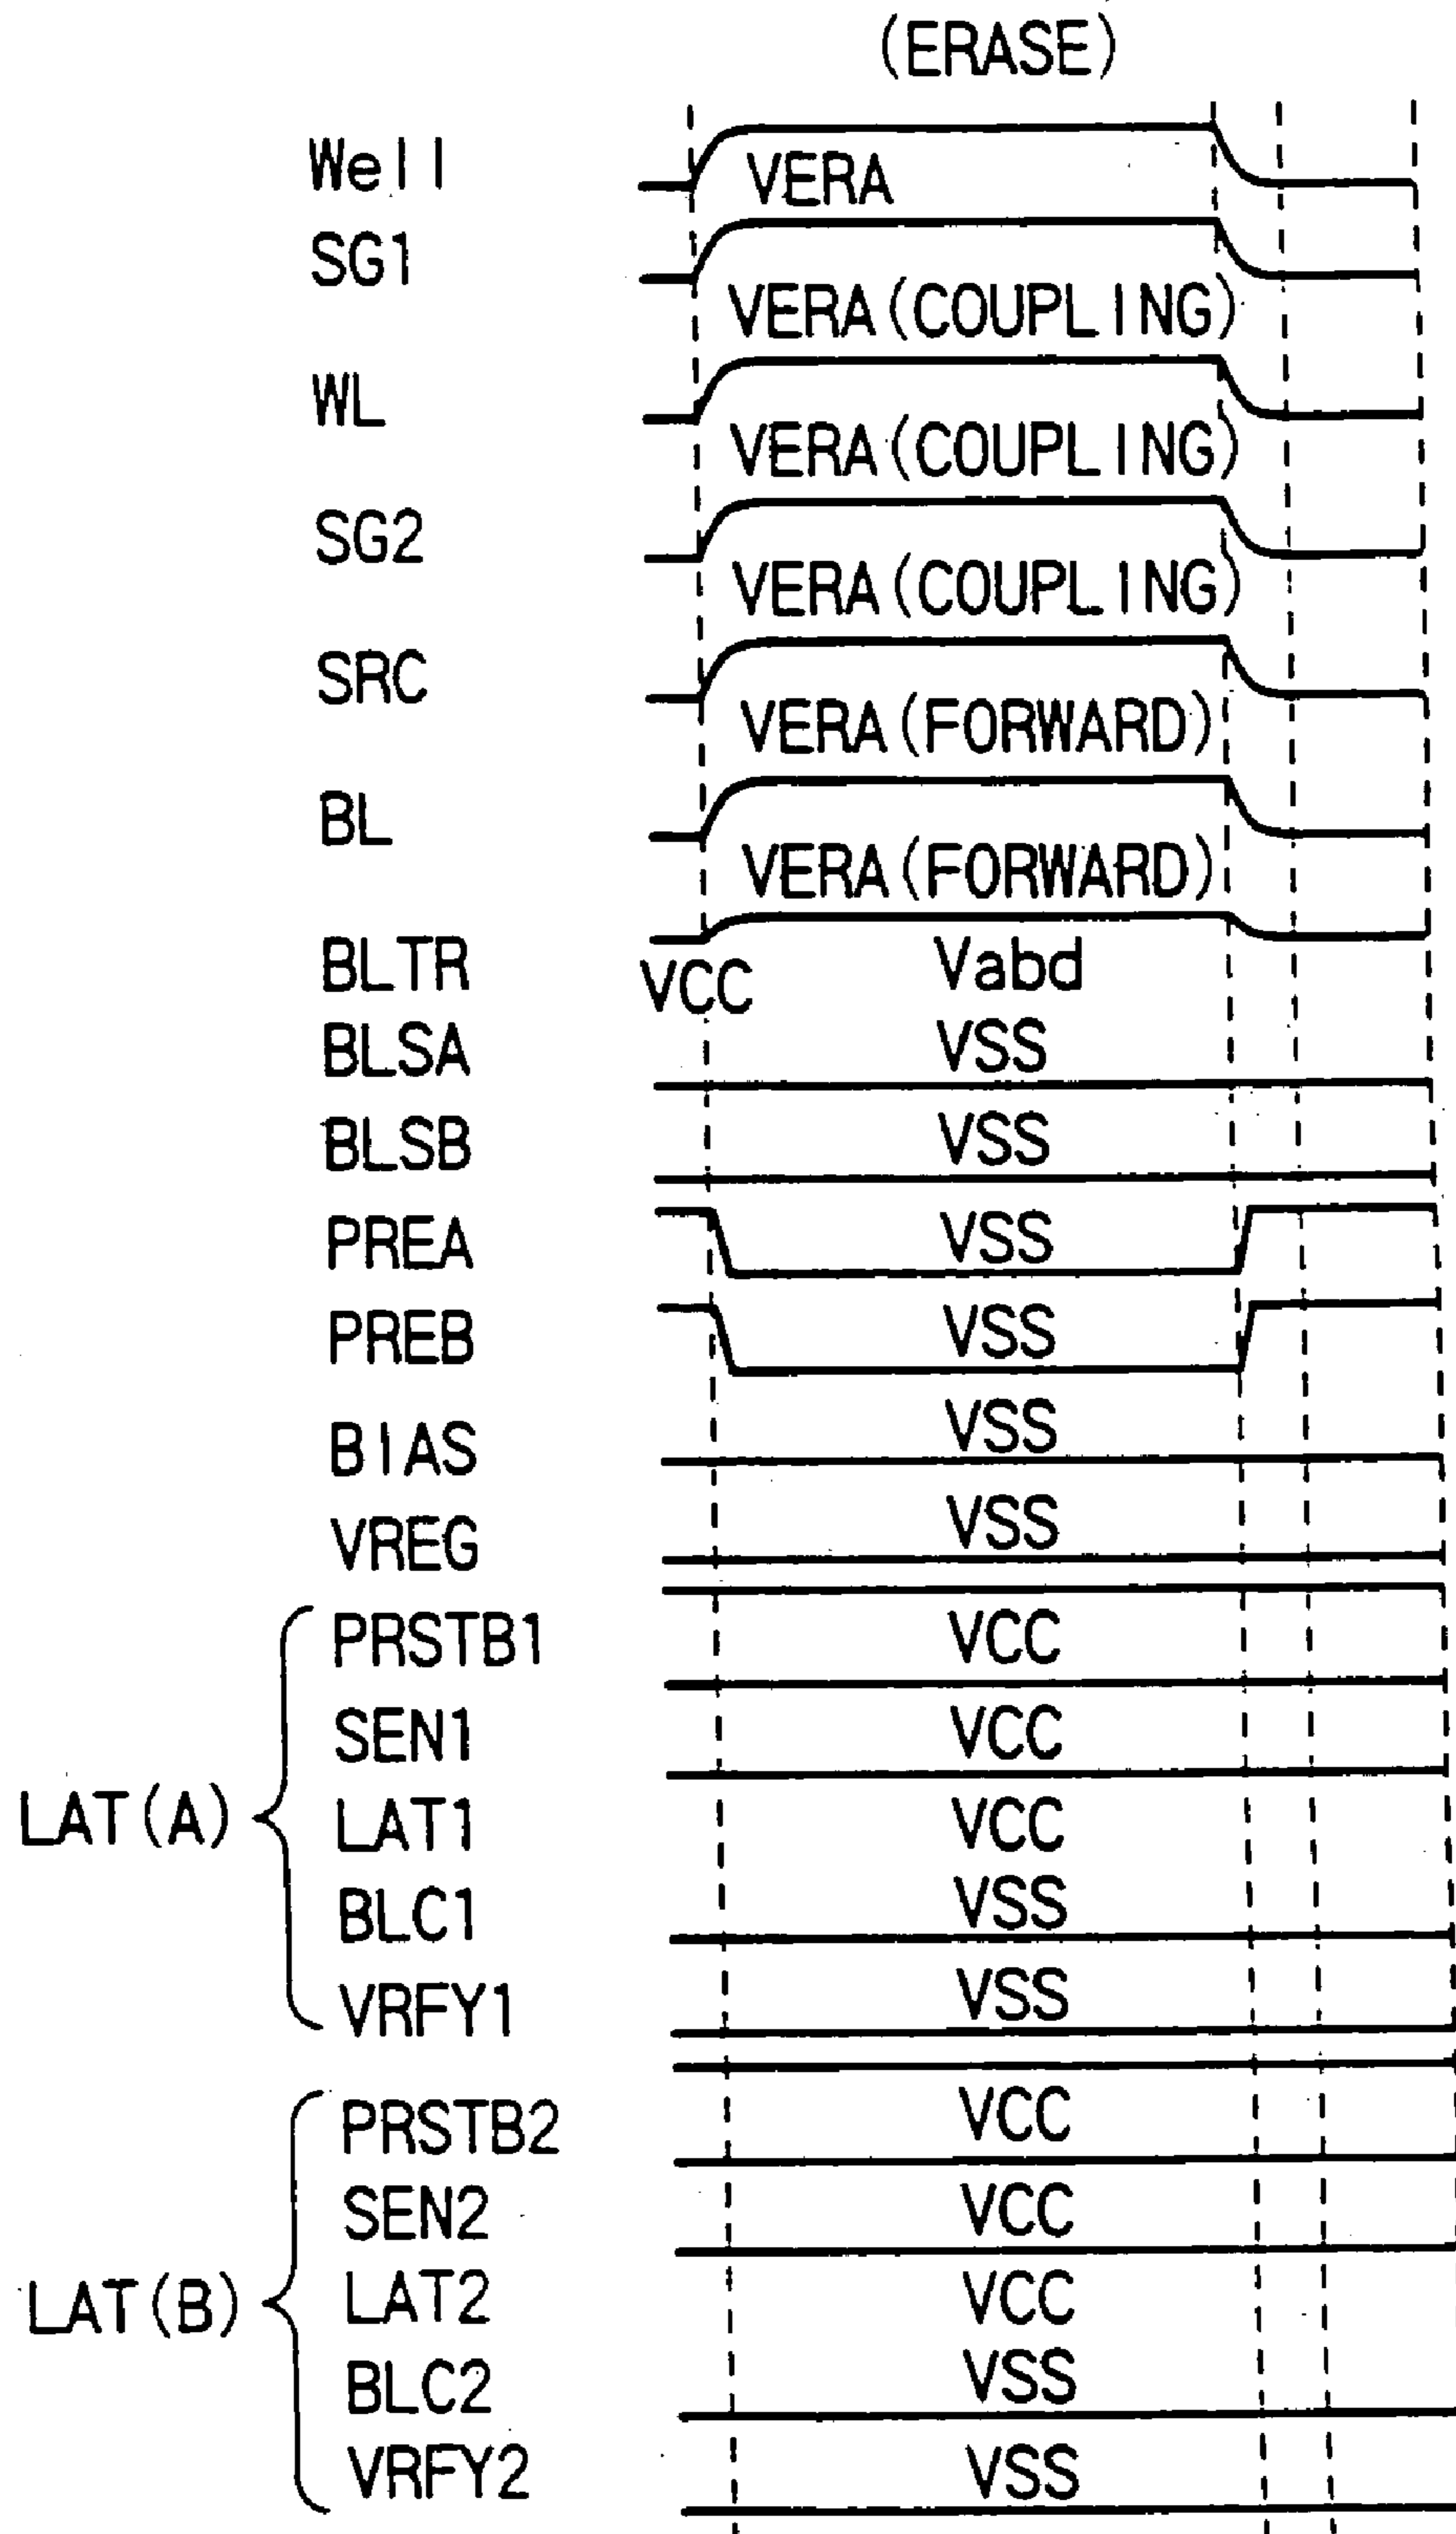 (ERASE)
Well VERA
SG1 VERA(COUPLING)
WL VERA(COUPLING)
SG2 VERA(COUPLING)
SRC VERA(FORWARD)
BL VERA(FORWARD)
BLTR VCC Vabd
BLSA VSS
BLSB VSS
PREA VSS
PREB VSS
BIAS VSS
VREG VSS
LAT(A)
PRSTB1 VCC
SEN1 VCC
LAT1 VCC
BLC1 VSS
VRFY1 VSS
LAT(B)
PRSTB2 VCC
SEN2 VCC
LAT2 VCC
BLC2 VSS
VRFY2 VSS